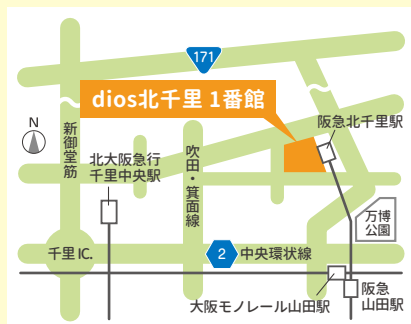 171
dios北千里 1番館
N
新御堂筋
阪急北千里駅
北大阪急行
千里中央駅
吹田・箕面線
万博
公園
千里IC.
2
中央環状線
大阪モノレール山田駅
阪急
山田駅